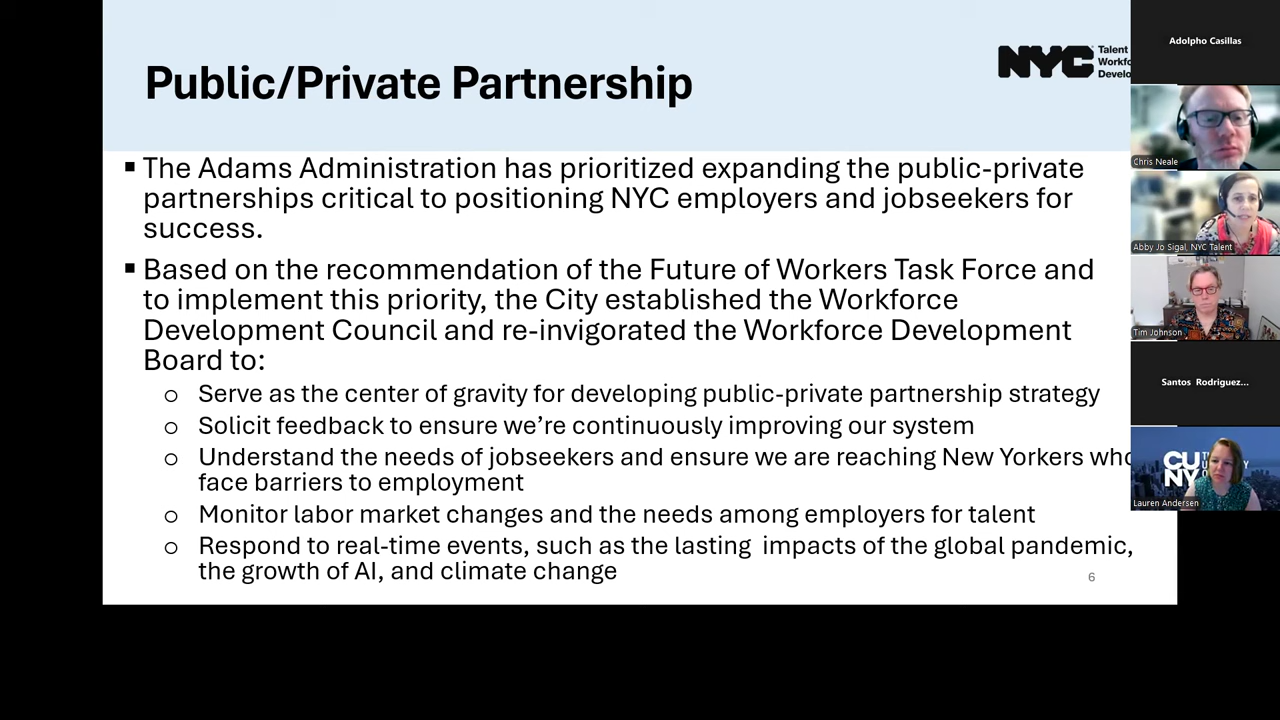 Public/Private Partnership
NYC
Talent
▪ The Adams Administration has prioritized expanding the public-private
partnerships critical to positioning NYC employers and jobseekers for
success.
▪ Based on the recommendation of the Future of Workers Task Force and
to implement this priority, the City established the Workforce
Development Council and re-invigorated the Workforce Development
Board to:
o Serve as the center of gravity for developing public-private partnership strategy
o Solicit feedback to ensure we’re continuously improving our system
o Understand the needs of jobseekers and ensure we are reaching New Yorkers who
face barriers to employment
o Monitor labor market changes and the needs among employers for talent
o Respond to real-time events, such as the lasting  impacts of the global pandemic,
the growth of AI, and climate change
6
Adolpho Casillas
Chris Neale
Abby Jo Sigal, NYC Talent
Tim Johnson
Santos Rodriguez...
CU
NY
Lauren Andersen